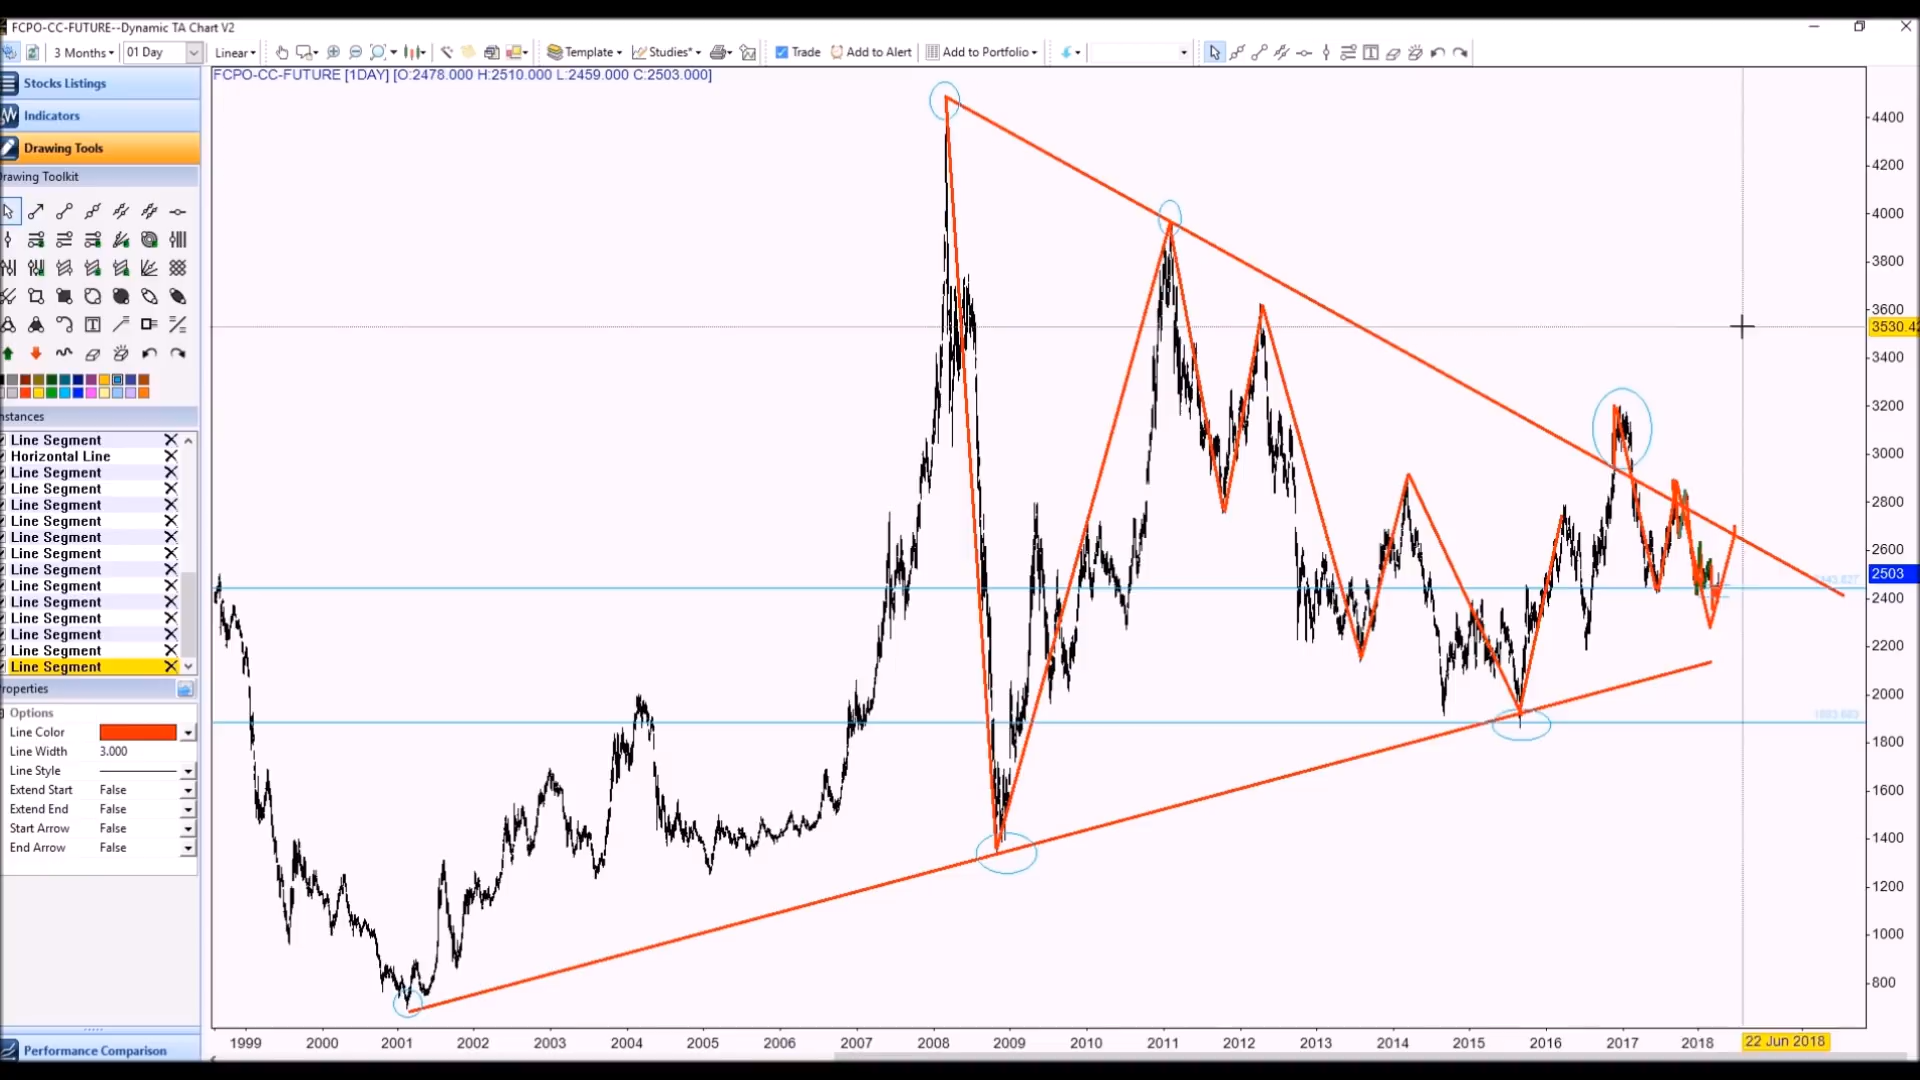 FCPO-CC-FUTURE--Dynamic TA Chart V2
3 Months
01 Day
Linear
Template
Studies*
Trade
Add to Alert
Add to Portfolio
Stocks Listings
Indicators
Drawing Tools
rawing Toolkit
nstances
Line Segment
Horizontal Line
Line Segment
Line Segment
Line Segment
Line Segment
Line Segment
Line Segment
Line Segment
Line Segment
Line Segment
Line Segment
Line Segment
Line Segment
Line Segment
roperties
Options
Line Color
Line Width 3.000
Line Style
Extend Start False
Extend End False
Start Arrow False
End Arrow False
Performance Comparison
FCPO-CC-FUTURE [1DAY] [O:2478.000 H:2510.000 L:2459.000 C:2503.000]
4400
4200
4000
3800
3600
3530.42
3400
3200
3000
2800
2600
2503
2400
2200
2000
1800
1600
1400
1200
1000
800
1999 2000 2001 2002 2003 2004 2005 2006 2007 2008 2009 2010 2011 2012 2013 2014 2015 2016 2017 2018 22 Jun 2018